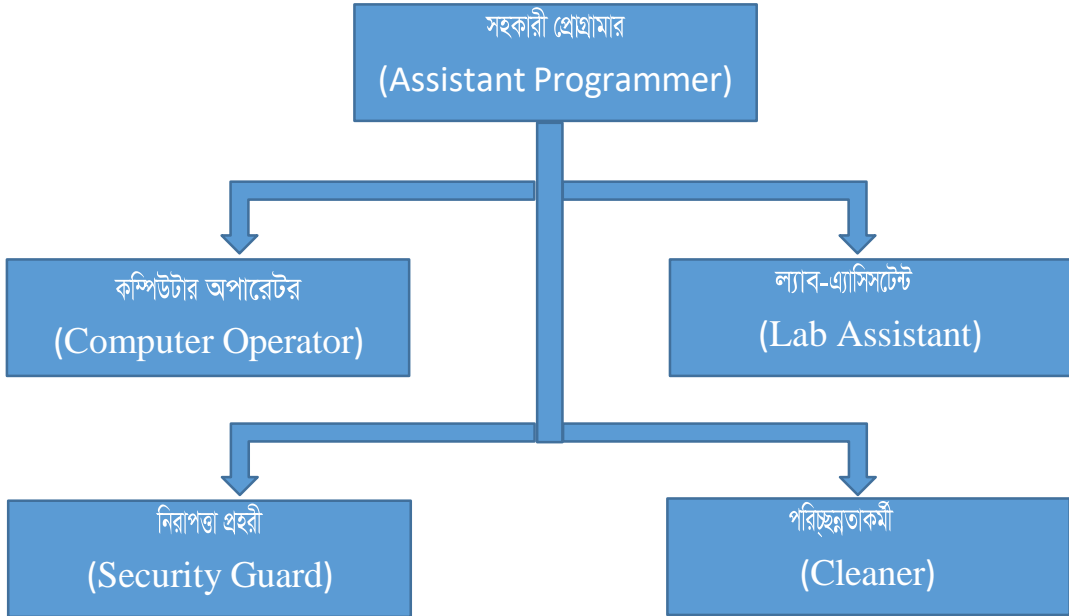 সহকারী প্রোগ্রামার
(Assistant Programmer)
কম্পিউটার অপারেটর
(Computer Operator)
ল্যাব-এ্যাসিসটেন্ট
(Lab Assistant)
নিরাপত্তা প্রহরী
(Security Guard)
পরিচ্ছন্নতাকর্মী
(Cleaner)